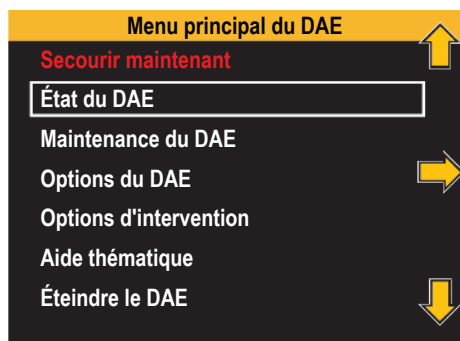 Menu principal du DAE
Secourir maintenant
État du DAE
Maintenance du DAE
Options du DAE
Options d'intervention
Aide thématique
Éteindre le DAE